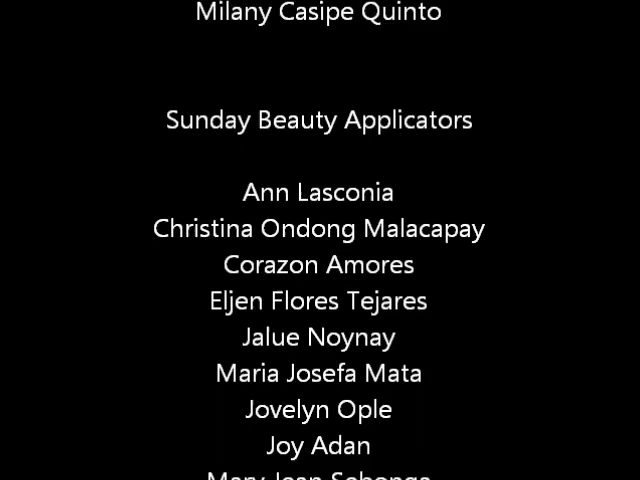 Milany Casipe Quinto
Sunday Beauty Applicators
Ann Lasconia
Christina Ondong Malacapay
Corazon Amores
Eljen Flores Tejares
Jalue Noynay
Maria Josefa Mata
Jovelyn Ople
Joy Adan
Mary Jean